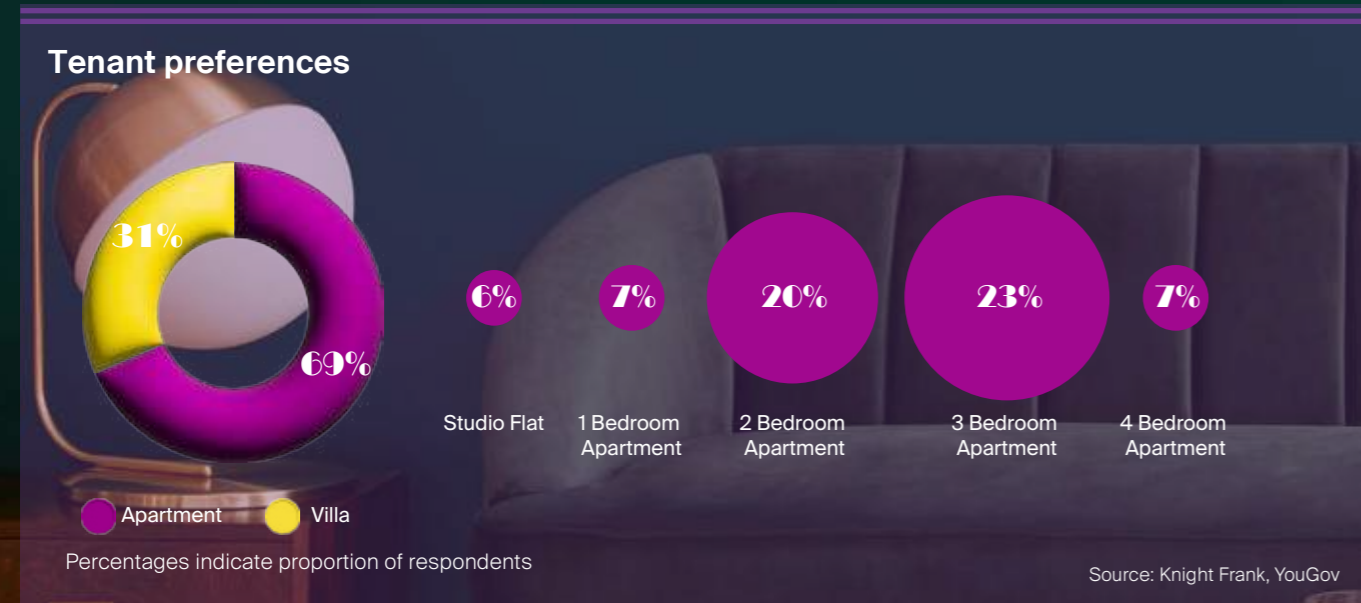 Tenant preferences
31%
69%
6%
7%
20%
23%
7%
Studio Flat
1 Bedroom
Apartment
2 Bedroom
Apartment
3 Bedroom
Apartment
4 Bedroom
Apartment
Apartment
Villa
Percentages indicate proportion of respondents
Source: Knight Frank, YouGov